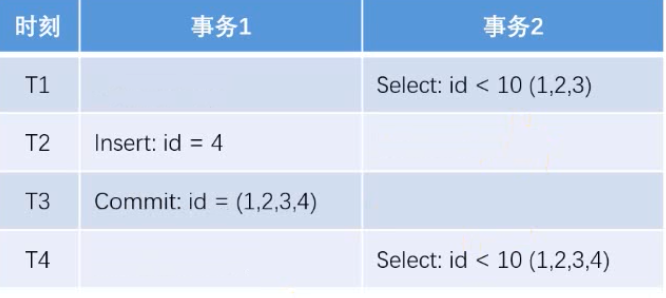 时刻 事务1 事务2
T1 Select: id < 10 (1,2,3)
T2 Insert: id = 4
T3 Commit: id = (1,2,3,4)
T4 Select: id < 10 (1,2,3,4)